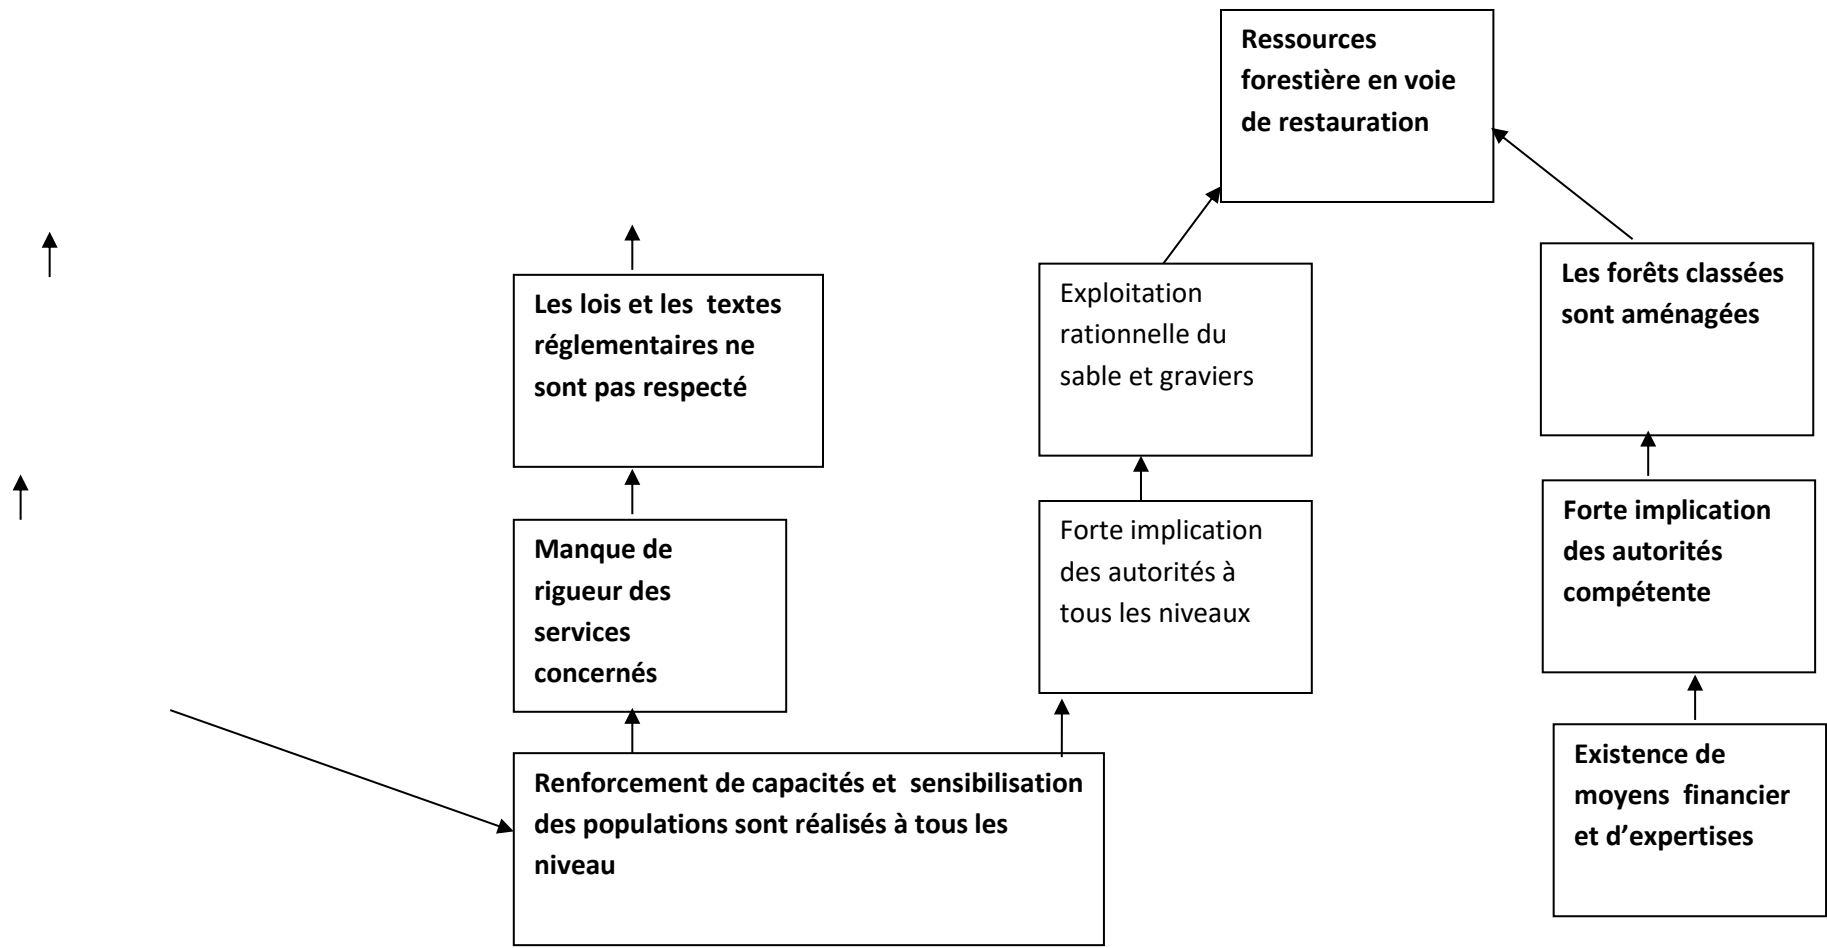 Ressources
forestière en voie
de restauration
Les lois et les textes
réglementaires ne
sont pas respecté
Exploitation
rationnelle du
sable et graviers
Les forêts classées
sont aménagées
Manque de
rigueur des
services
concernés
Forte implication
des autorités à
tous les niveaux
Forte implication
des autorités
compétente
Renforcement de capacités et sensibilisation
des populations sont réalisés à tous les
niveau
Existence de
moyens financier
et d’expertises